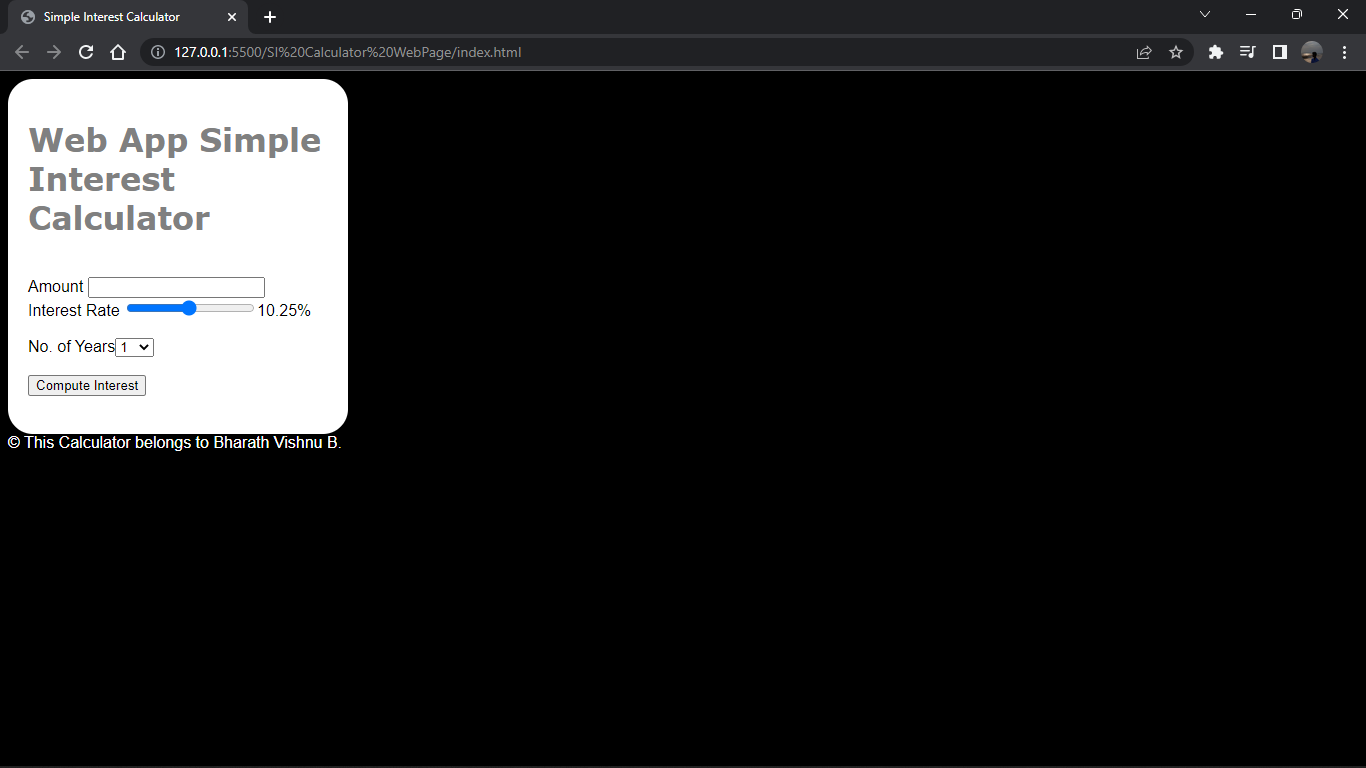 Simple Interest Calculator
127.0.0.1:5500/SI%20Calculator%20WebPage/index.html
Web App Simple
Interest
Calculator
Amount
Interest Rate 10.25%
No. of Years 1
Compute Interest
© This Calculator belongs to Bharath Vishnu B.